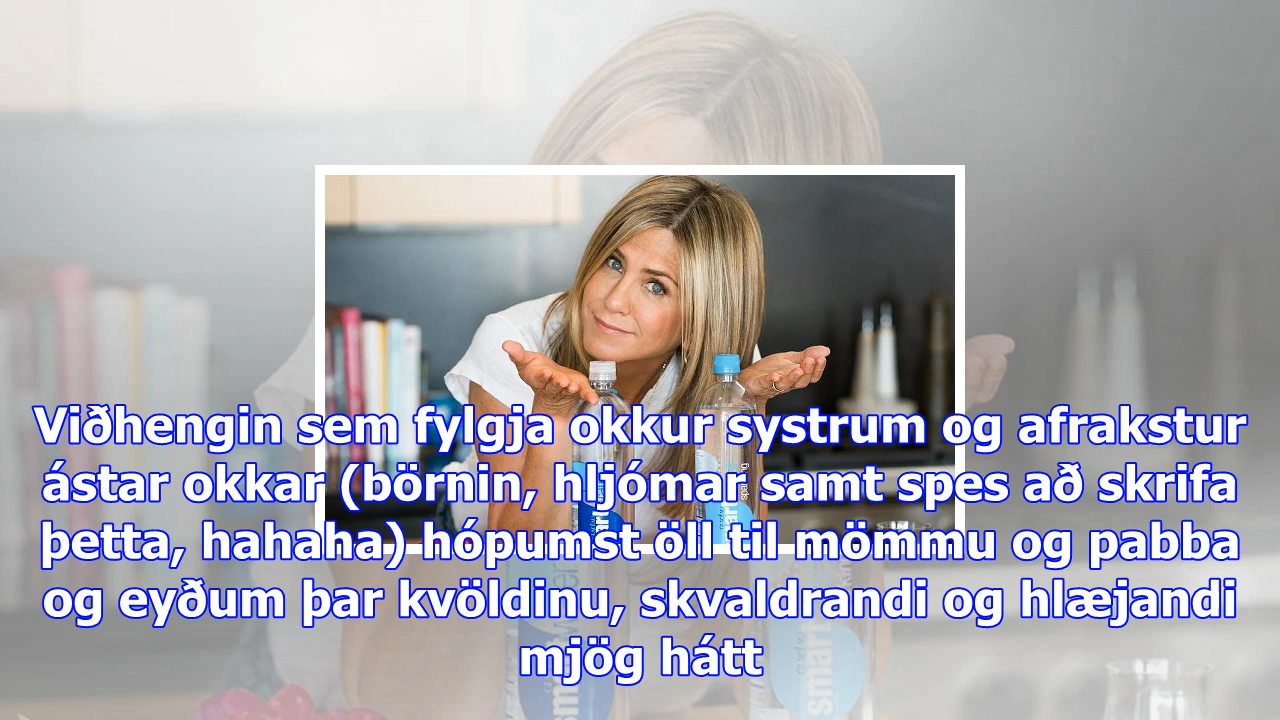 Viðhengin sem fylgja okkur systrum og afrakstur
ástar okkar (börnin, hljómar samt spes að skrifa
þetta, hahaha) hópumst öll til mömmu og pabba
og eyðum þar kvöldinu, skvaldrandi og hlæjandi
mjög hátt
smart